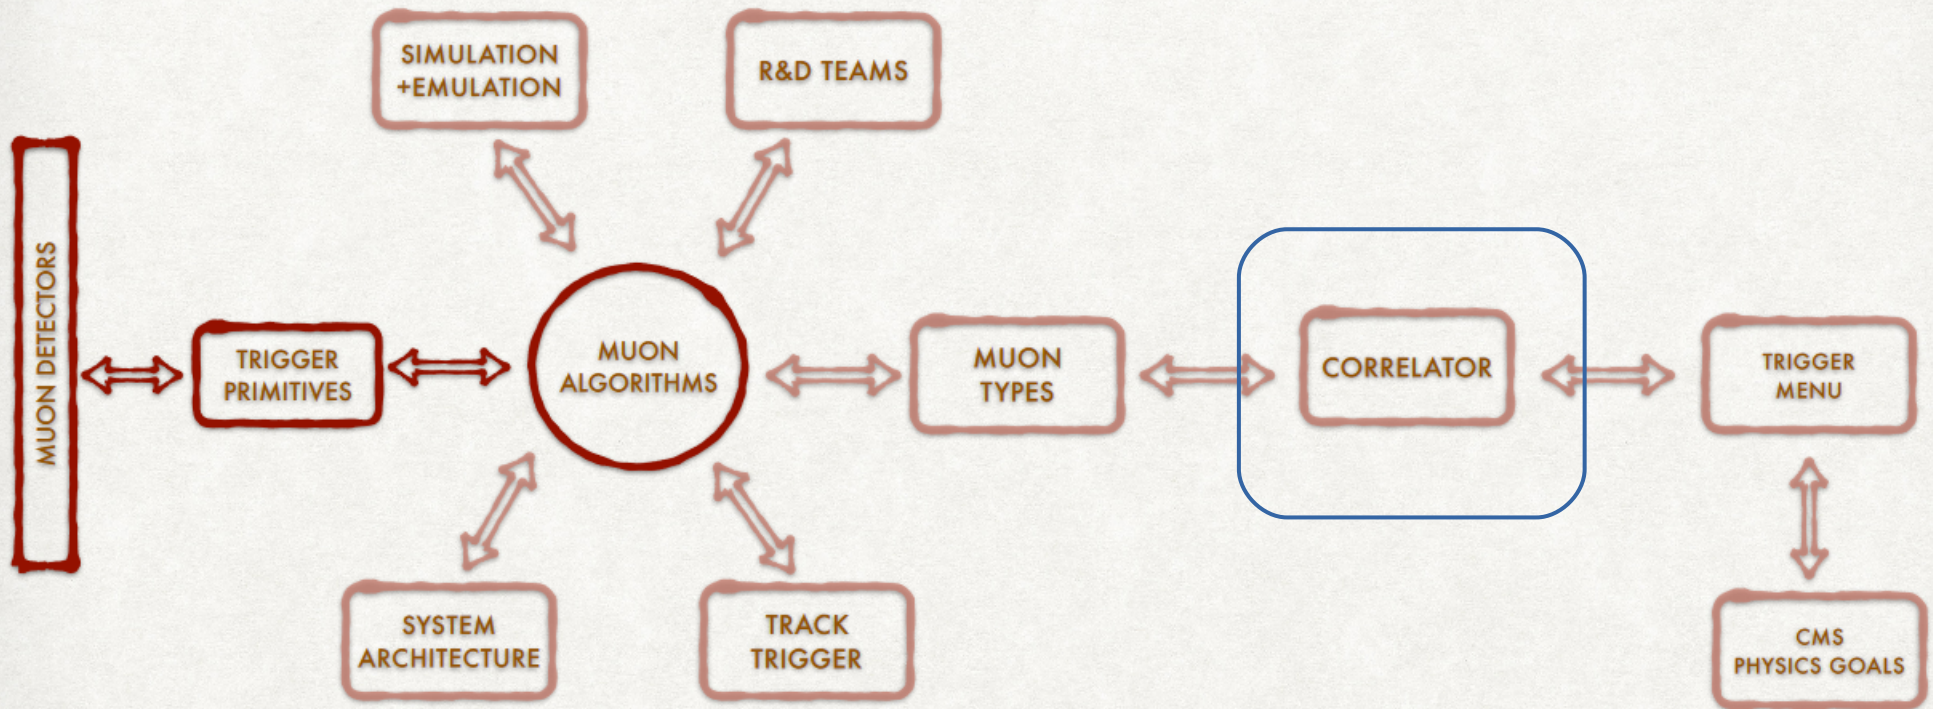 SIMULATION
+EMULATION
R&D TEAMS
MUON DETECTORS
TRIGGER
PRIMITIVES
MUON
ALGORITHMS
MUON
TYPES
CORRELATOR
TRIGGER
MENU
SYSTEM
ARCHITECTURE
TRACK
TRIGGER
CMS
PHYSICS GOALS